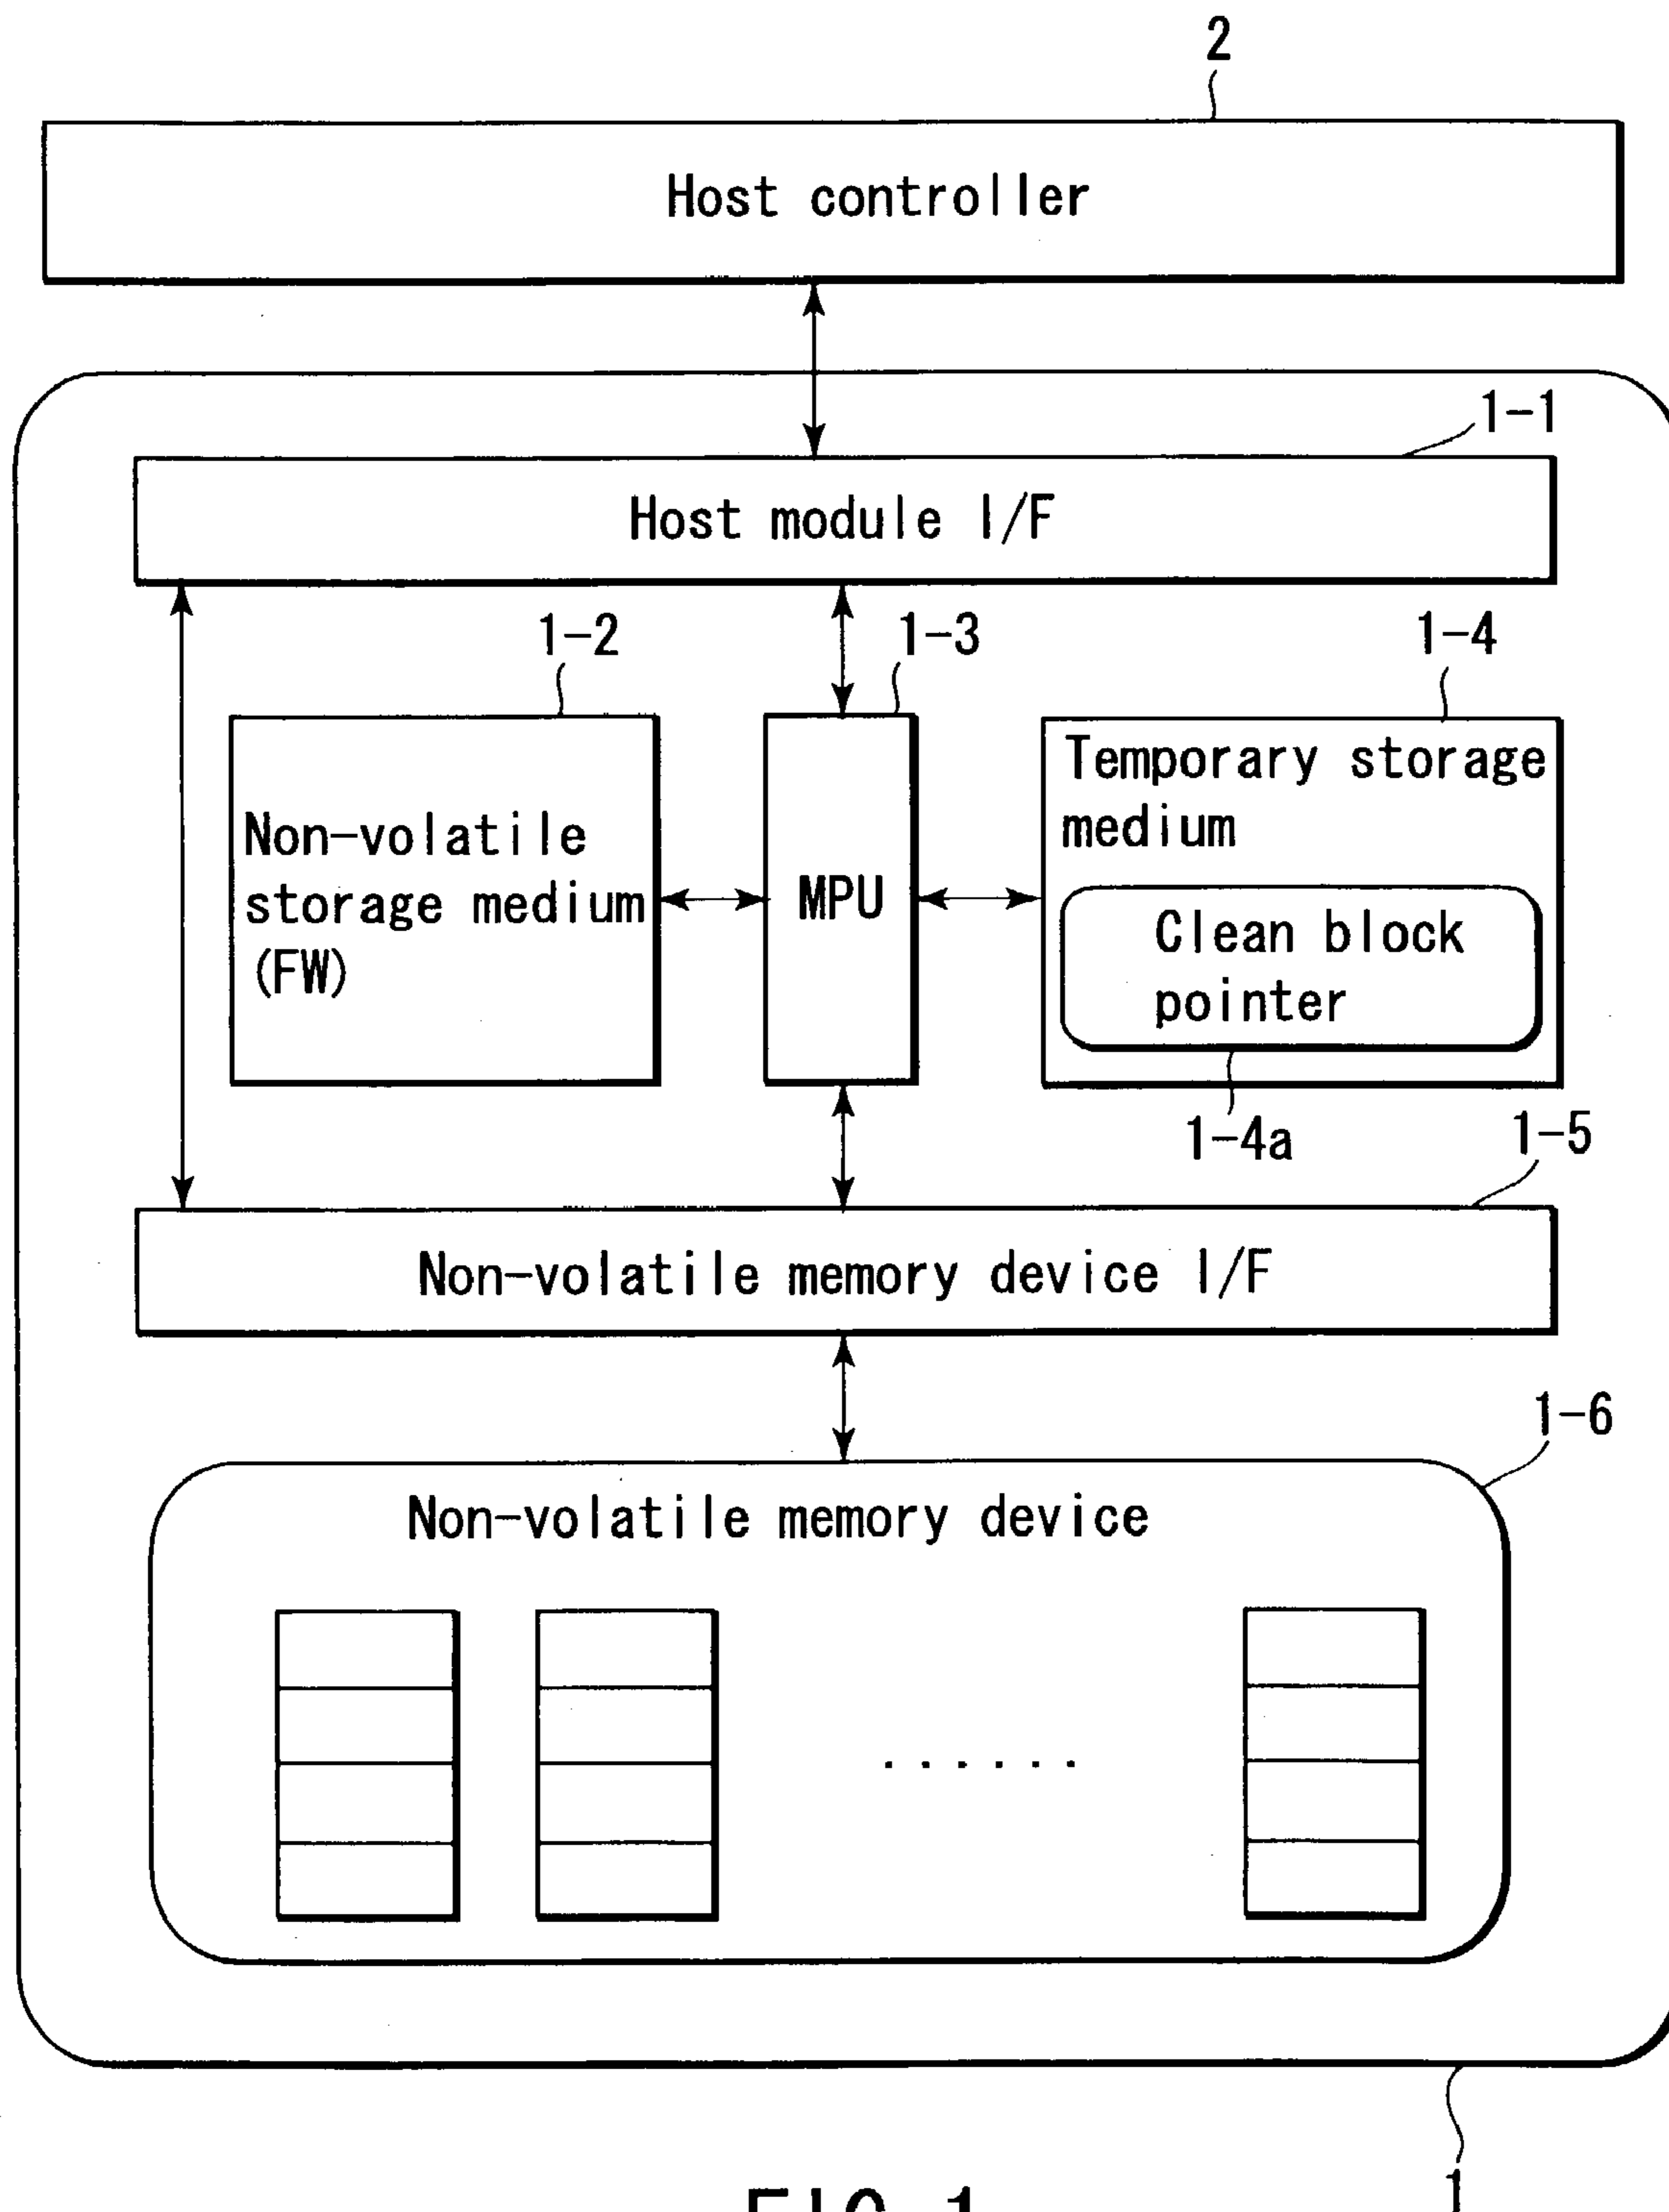 2
Host controller
1-1
Host module I/F
1-2
1-3
1-4
Temporary storage
medium
Non-volatile
storage medium
(FW)
MPU
Clean block
pointer
1-4a
1-5
Non-volatile memory device I/F
1-6
Non-volatile memory device
......
1
FIG. 1